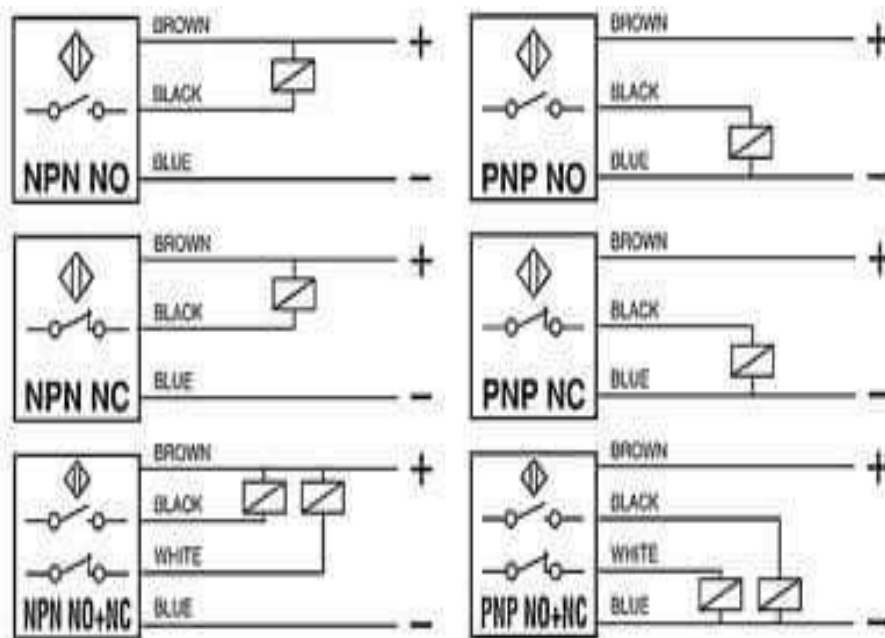 BROWN +
BLACK
BLUE −
NPN NO
BROWN +
BLACK
BLUE −
PNP NO
BROWN +
BLACK
BLUE −
NPN NC
BROWN +
BLACK
BLUE −
PNP NC
BROWN +
BLACK
WHITE
BLUE −
NPN NO+NC
BROWN +
BLACK
WHITE
BLUE −
PNP NO+NC